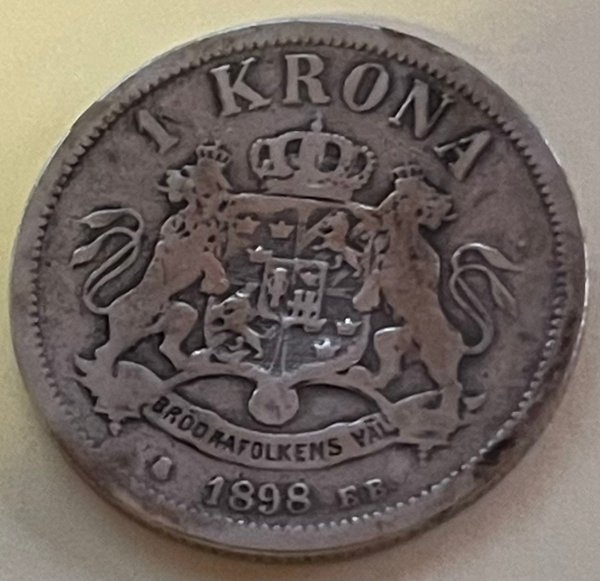 1 KRONA
BRÖDRAFOLKENS VÄL
1898 E.B.